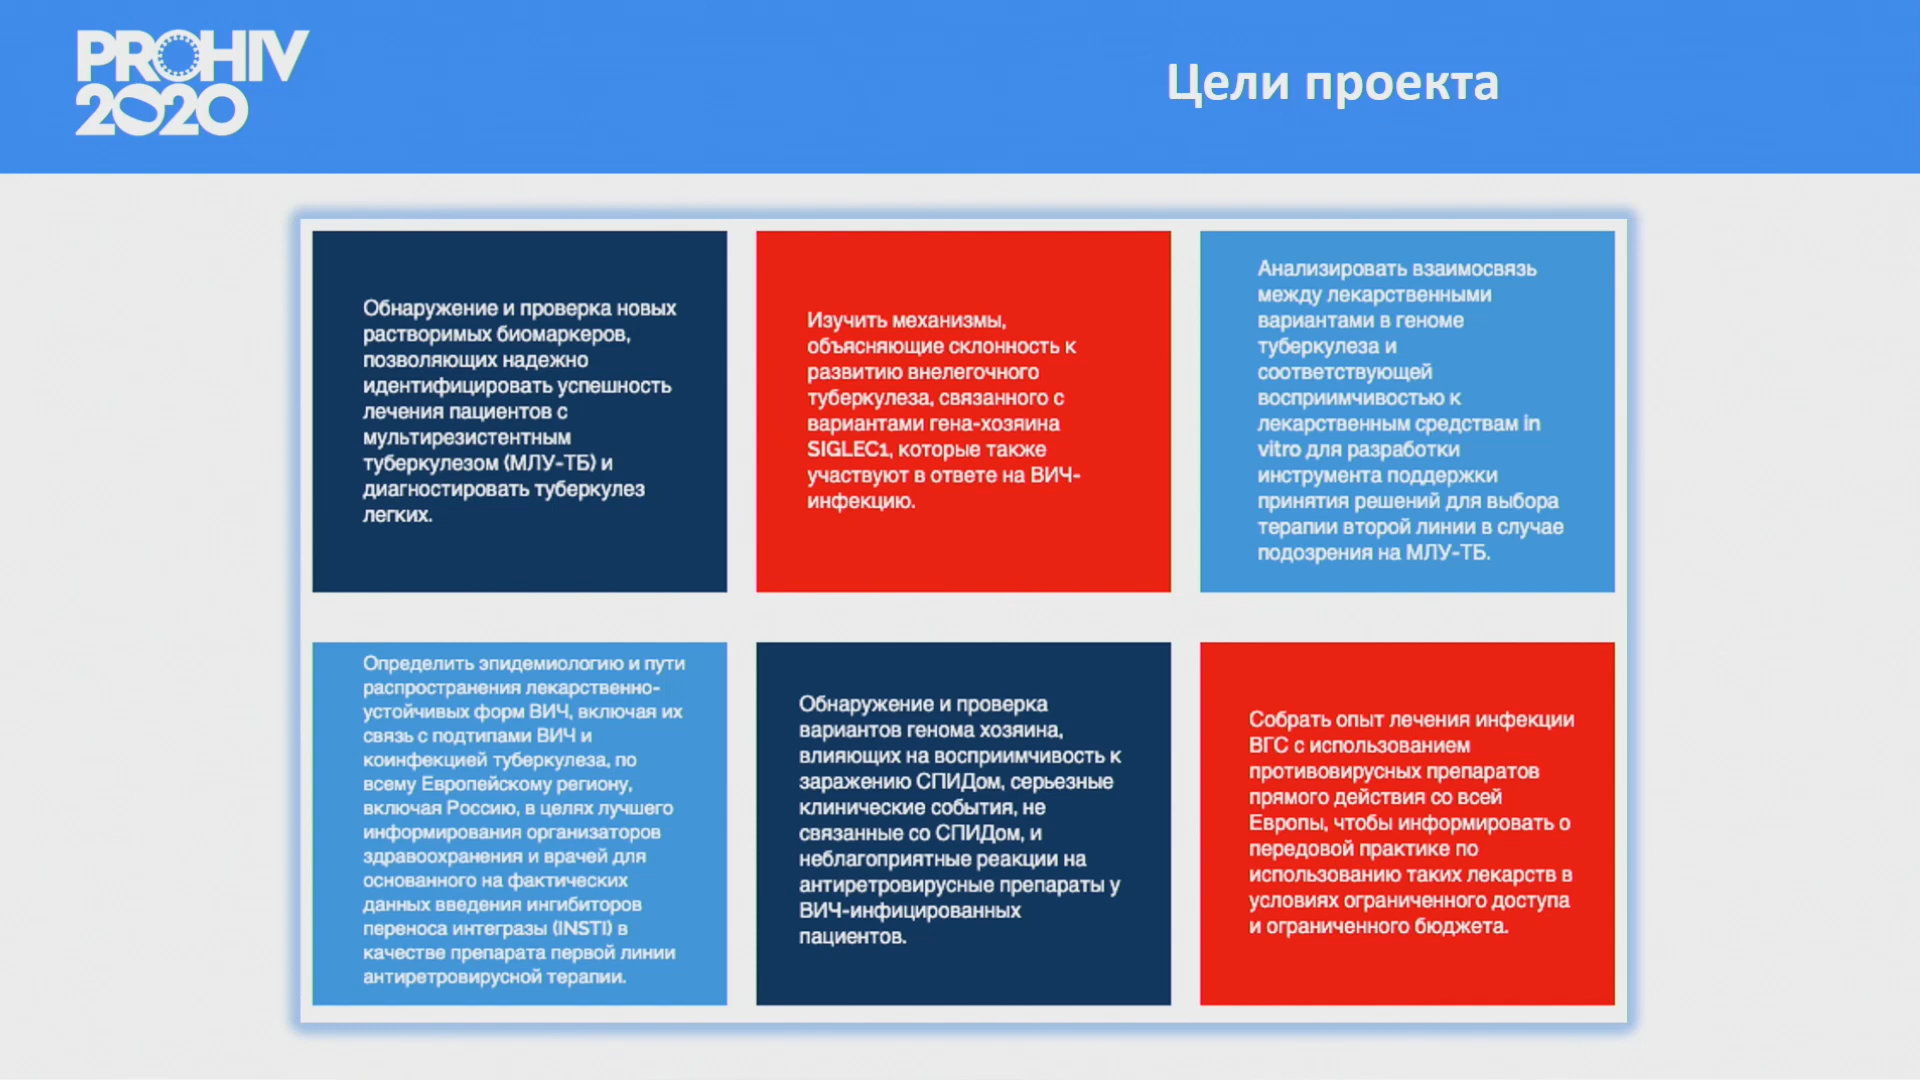 PROHIV
2020
Цели проекта
Обнаружение и проверка новых
растворимых биомаркеров,
позволяющих надежно
идентифицировать успешность
лечения пациентов с
мультирезистентным
туберкулезом (МЛУ-ТБ) и
диагностировать туберкулез
легких.
Изучить механизмы,
объясняющие склонность к
развитию внелегочного
туберкулеза, связанного с
вариантами гена-хозяина
SIGLEC1, которые также
участвуют в ответе на ВИЧ-
инфекцию.
Анализировать взаимосвязь
между лекарственными
вариантами в геноме
туберкулеза и
соответствующей
восприимчивостью к
лекарственным средствам in
vitro для разработки
инструмента поддержки
принятия решений для выбора
терапии второй линии в случае
подозрения на МЛУ-ТБ.
Определить эпидемиологию и пути
распространения лекарственно-
устойчивых форм ВИЧ, включая их
связь с подтипами ВИЧ и
коинфекцией туберкулеза, по
всему Европейскому региону,
включая Россию, в целях лучшего
информирования организаторов
здравоохранения и врачей для
основанного на фактических
данных введения ингибиторов
переноса интегразы (INSTI) в
качестве препарата первой линии
антиретровирусной терапии.
Обнаружение и проверка
вариантов генома хозяина,
влияющих на восприимчивость к
заражению СПИДом, серьезные
клинические события, не
связанные со СПИДом, и
неблагоприятные реакции на
антиретровирусные препараты у
ВИЧ-инфицированных
пациентов.
Собрать опыт лечения инфекции
ВГС с использованием
противовирусных препаратов
прямого действия со всей
Европы, чтобы информировать о
передовой практике по
использованию таких лекарств в
условиях ограниченного доступа
и ограниченного бюджета.